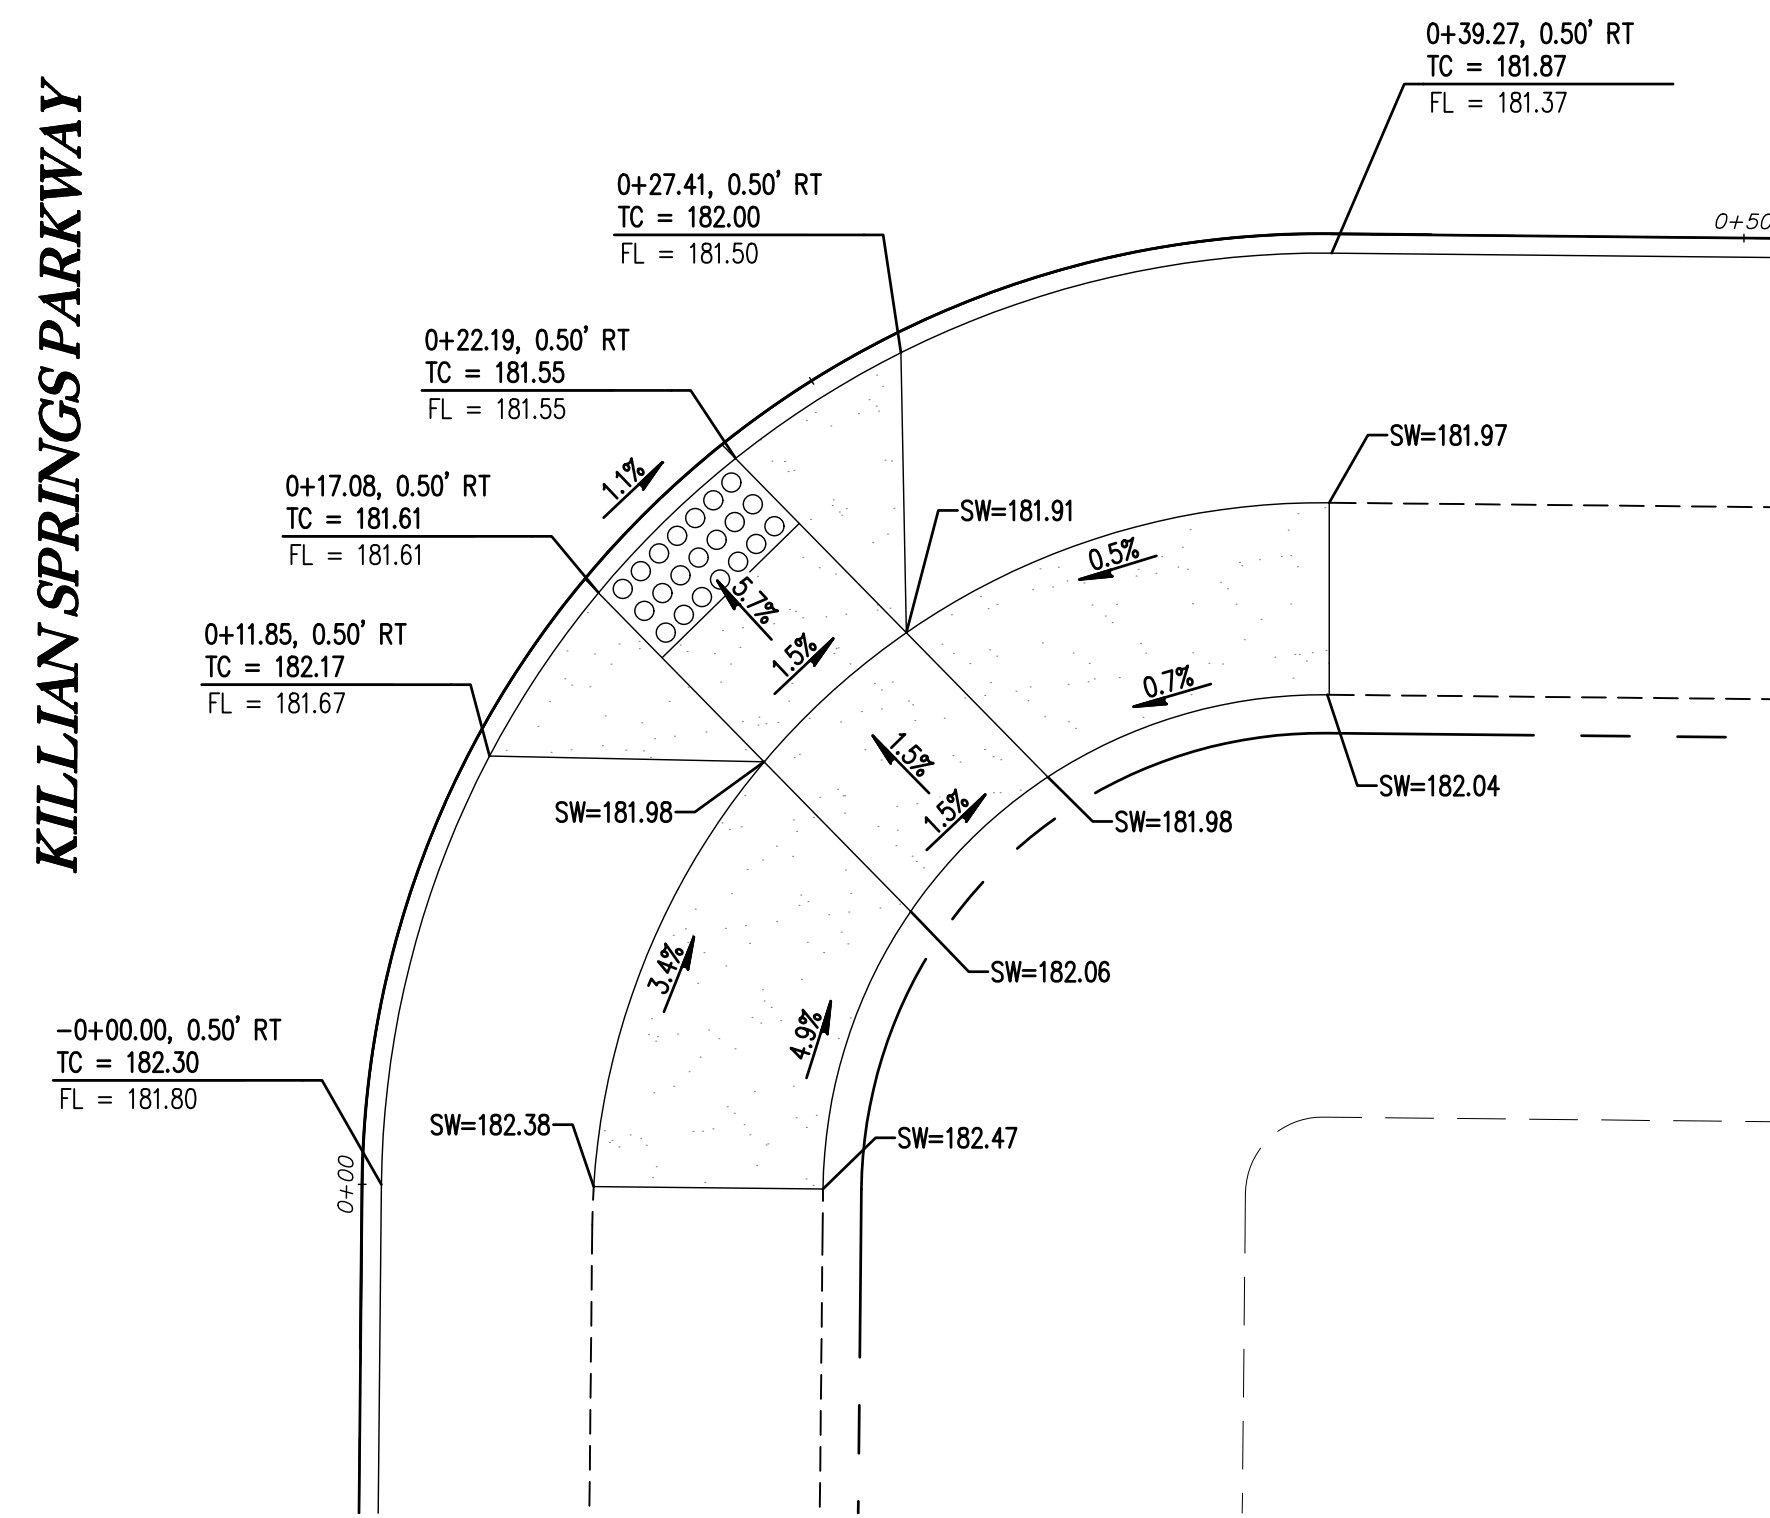 KILLIAN SPRINGS PARKWAY
0+39.27, 0.50' RT
TC = 181.87
FL = 181.37
0+50
0+27.41, 0.50' RT
TC = 182.00
FL = 181.50
0+22.19, 0.50' RT
TC = 181.55
FL = 181.55
1.1%
0+17.08, 0.50' RT
TC = 181.61
FL = 181.61
0+11.85, 0.50' RT
TC = 182.17
FL = 181.67
SW=181.97
SW=181.91
0.5%
5.7%
1.5%
0.7%
1.5%
1.5%
SW=182.04
SW=181.98
SW=181.98
SW=182.06
3.4%
4.9%
-0+00.00, 0.50' RT
TC = 182.30
FL = 181.80
SW=182.38
SW=182.47
0+00